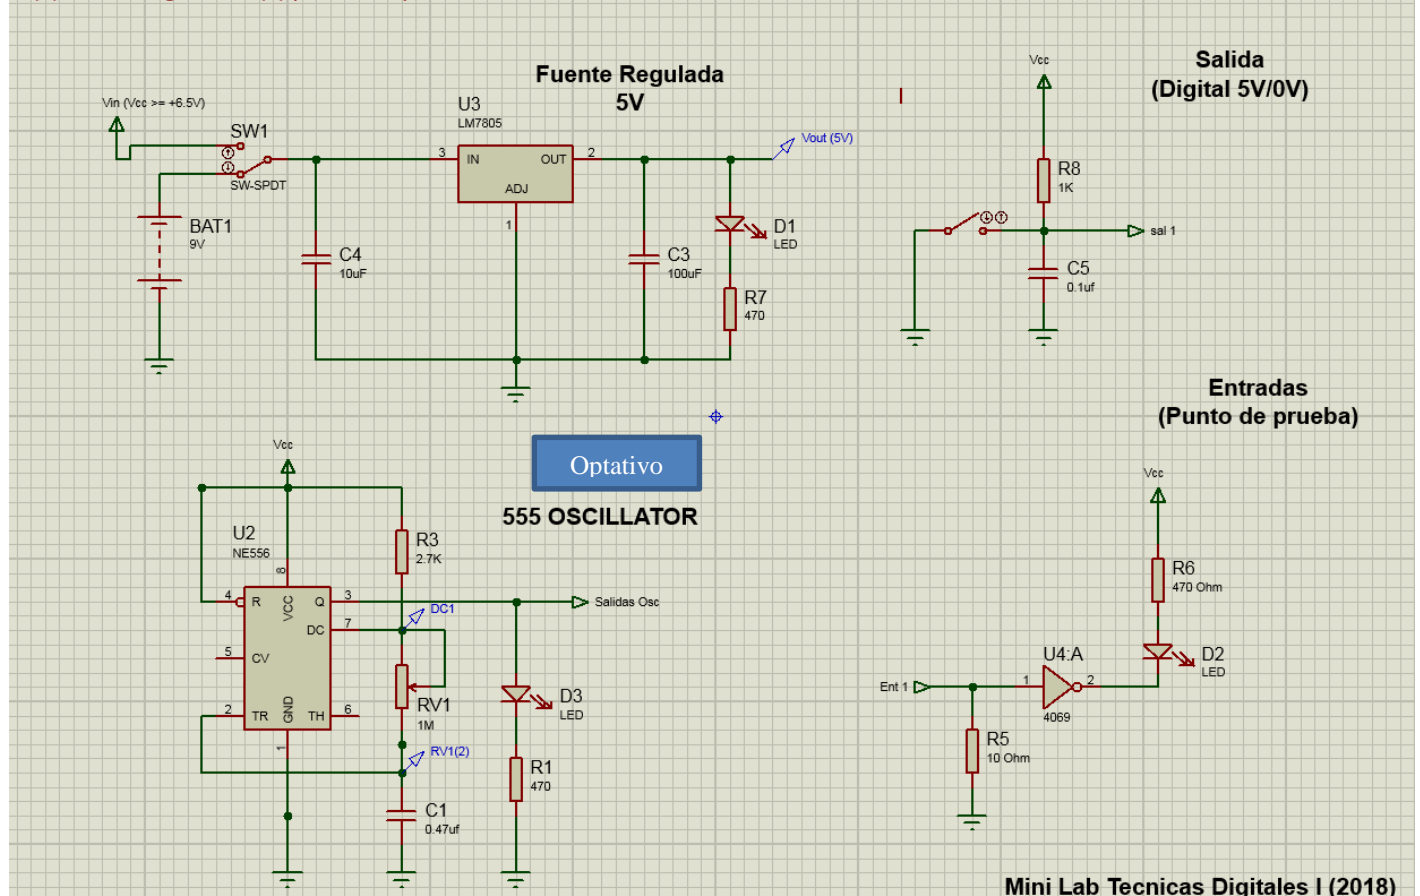 Fuente Regulada
5V
Vin (Vcc >= +6.5V)
SW1
SW-SPDT
BAT1
9V
C4
10uF
U3
LM7805
3
IN
OUT
2
ADJ
1
Vout (5V)
C3
100uF
D1
LED
R7
470
Salida
(Digital 5V/0V)
Vcc
R8
1K
sal 1
C5
0.1uf
Optativo
555 OSCILLATOR
Vcc
U2
NE556
8
4
R
VCC
Q
3
DC
7
5
CV
2
TR
GND
TH
6
1
R3
2.7K
DC1
Salidas Osc
RV1
1M
RV1(2)
D3
LED
R1
470
C1
0.47uf
Entradas
(Punto de prueba)
Vcc
R6
470 Ohm
D2
LED
U4:A
Ent 1
1
2
4069
R5
10 Ohm
Mini Lab Tecnicas Digitales I (2018)